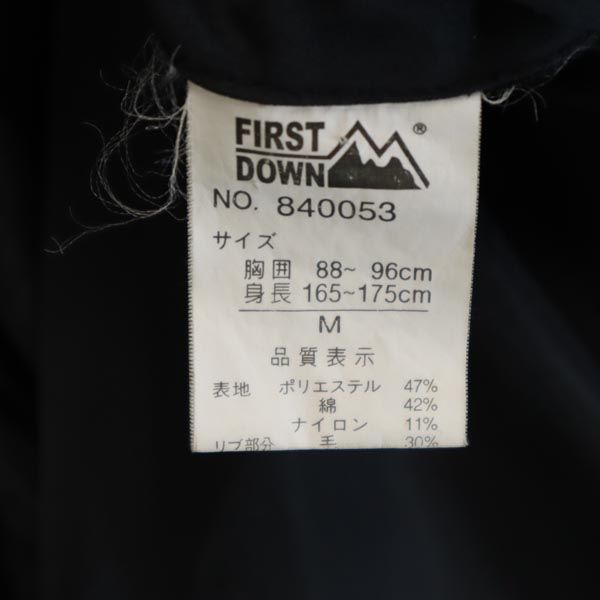 FIRST
DOWN ®
NO. 840053
サイズ
胸囲 88~ 96cm
身長 165~175cm
M
品質表示
表地 ポリエステル 47%
綿 42%
ナイロン 11%
リブ部分 毛 30%